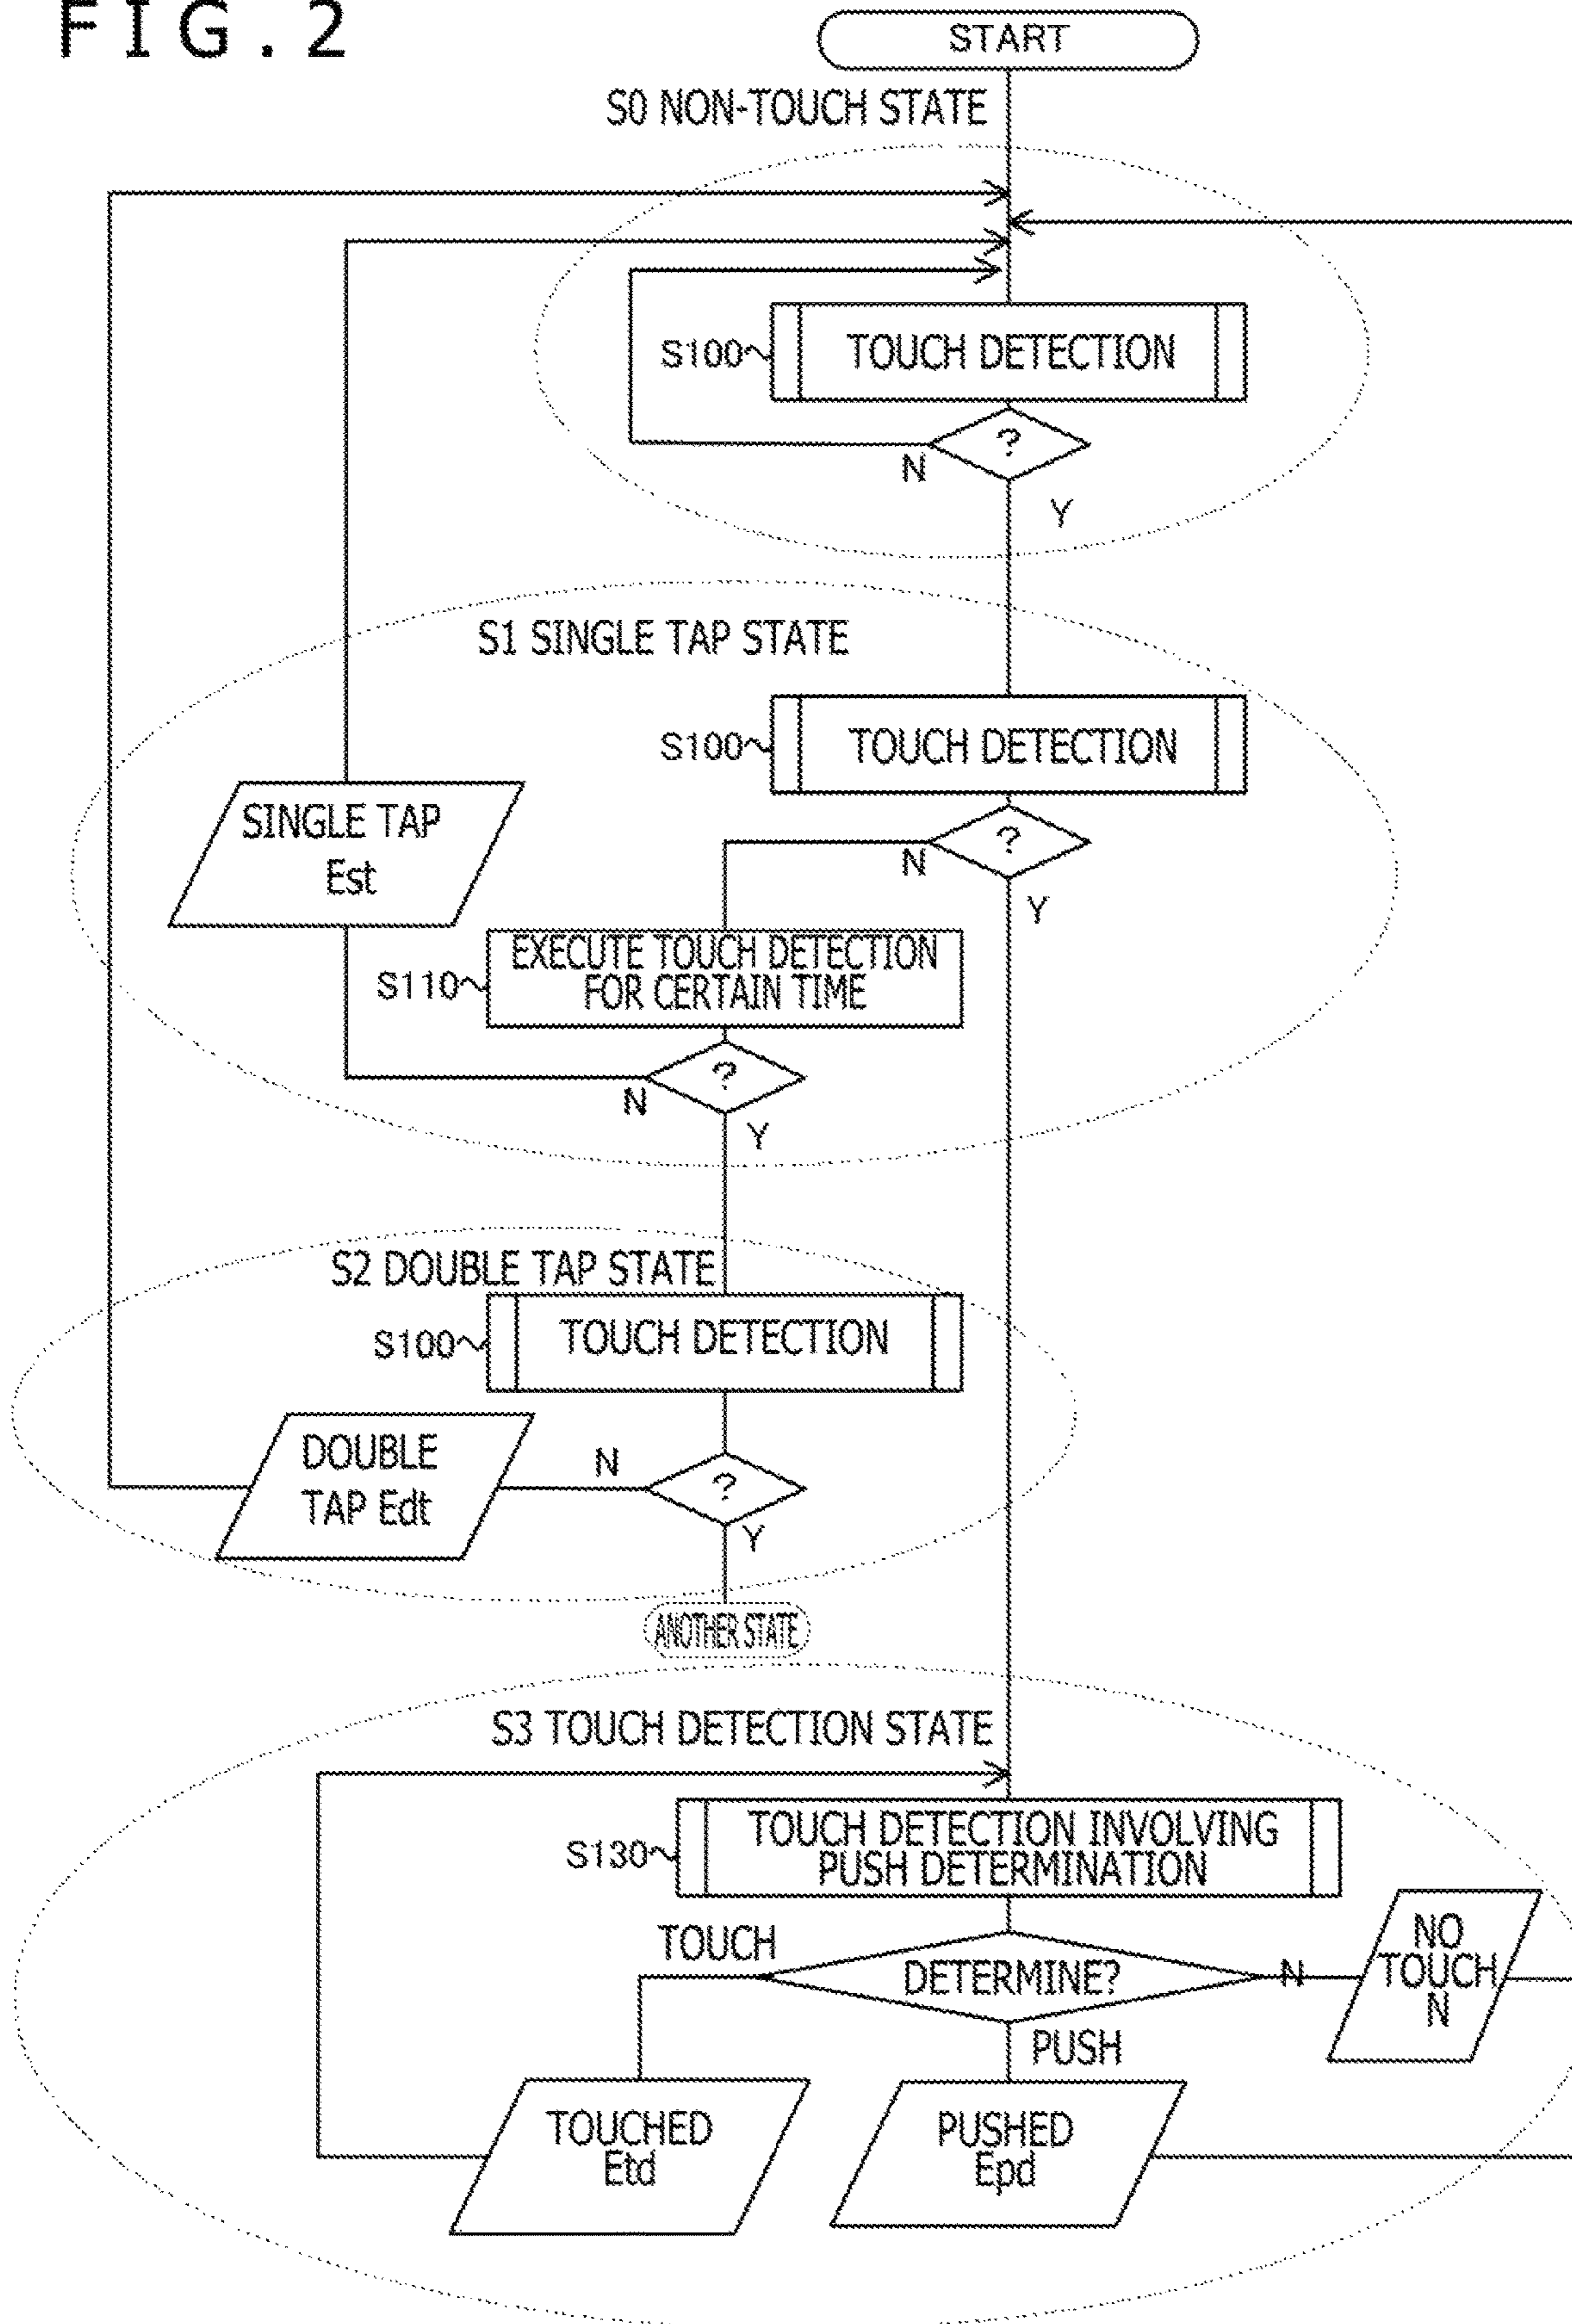 FIG.2
START
S0 NON-TOUCH STATE
S100
TOUCH DETECTION
?
N
Y
S1 SINGLE TAP STATE
S100
TOUCH DETECTION
?
N
Y
SINGLE TAP
Est
S110
EXECUTE TOUCH DETECTION
FOR CERTAIN TIME
?
N
Y
S2 DOUBLE TAP STATE
S100
TOUCH DETECTION
DOUBLE
TAP Edt
N
?
Y
ANOTHER STATE
S3 TOUCH DETECTION STATE
S130
TOUCH DETECTION INVOLVING
PUSH DETERMINATION
TOUCH
DETERMINE?
N
NO
TOUCH
N
PUSH
TOUCHED
Etd
PUSHED
Epd